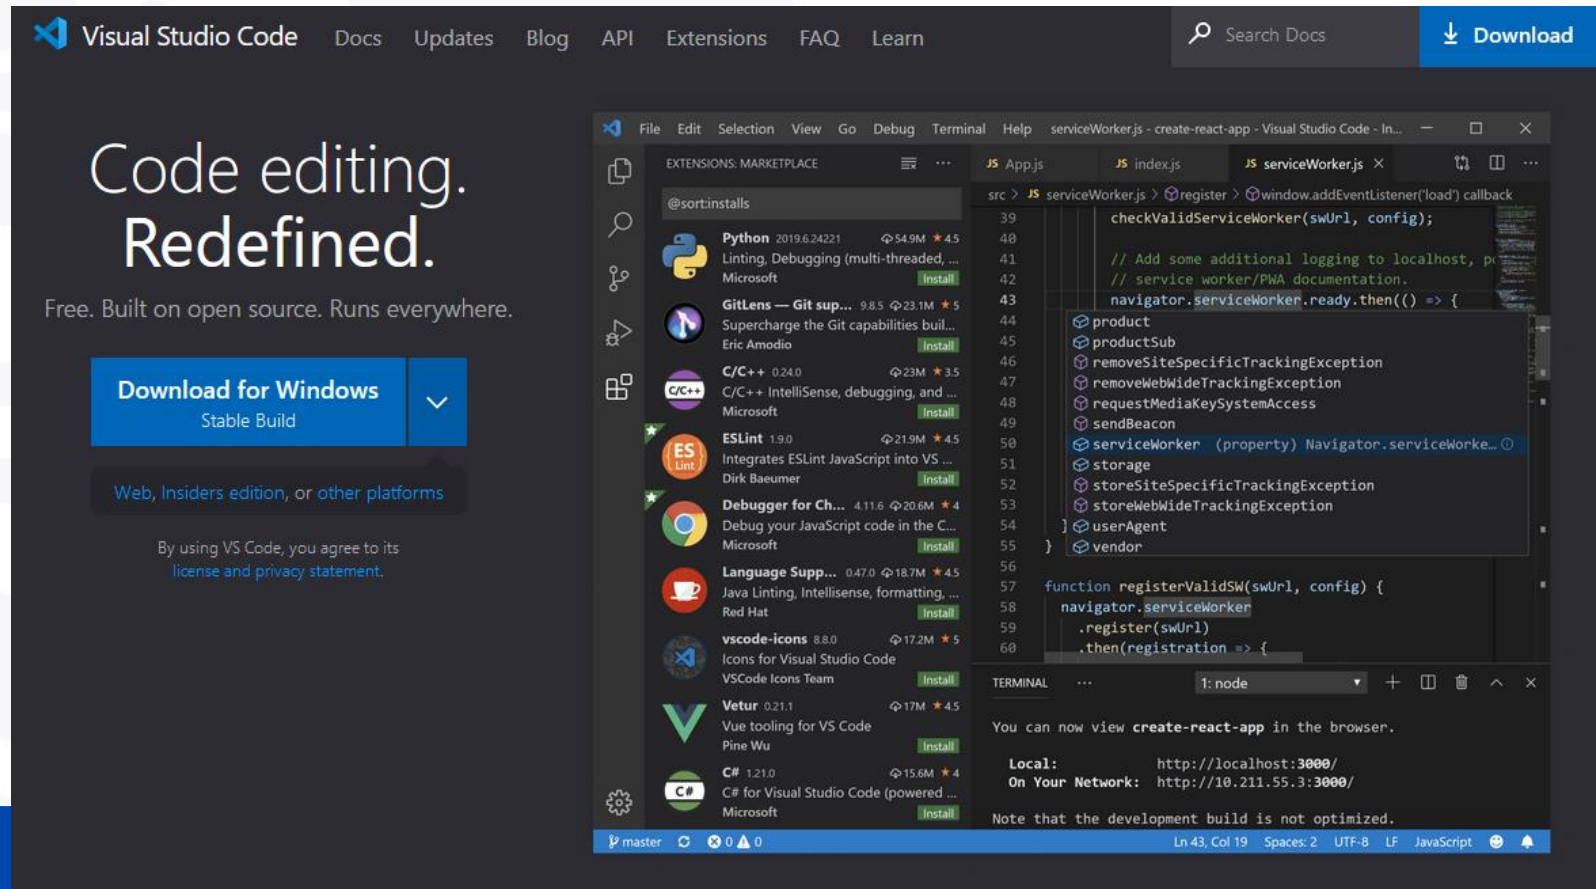 Visual Studio Code Docs Updates Blog API Extensions FAQ Learn Search Docs Download
Code editing.
Redefined.
Free. Built on open source. Runs everywhere.
Download for Windows
Stable Build
Web, Insiders edition, or other platforms
By using VS Code, you agree to its
license and privacy statement.
File Edit Selection View Go Debug Terminal Help serviceWorker.js - create-react-app - Visual Studio Code - In...
EXTENSIONS: MARKETPLACE
@sort:installs
Python 2019.6.24221 54.9M ★ 4.5
Linting, Debugging (multi-threaded, ...
Microsoft Install
GitLens — Git sup... 9.8.5 23.1M ★ 5
Supercharge the Git capabilities buil...
Eric Amodio Install
C/C++ 0.24.0 23M ★ 3.5
C/C++ C/C++ IntelliSense, debugging, and ...
Microsoft Install
ESLint 1.9.0 21.9M ★ 4.5
ES Lint Integrates ESLint JavaScript into VS ...
Dirk Baeumer Install
Debugger for Ch... 4.11.6 20.6M ★ 4
Debug your JavaScript code in the C...
Microsoft Install
Language Supp... 0.47.0 18.7M ★ 4.5
Java Linting, Intellisense, formatting, ...
Red Hat Install
vscode-icons 8.8.0 17.2M ★ 5
Icons for Visual Studio Code
VSCode Icons Team Install
Vetur 0.21.1 17M ★ 4.5
Vue tooling for VS Code
Pine Wu Install
C# 1.21.0 15.6M ★ 4
C# C# for Visual Studio Code (powered ...
Microsoft Install
JS App.js JS index.js JS serviceWorker.js
src > JS serviceWorker.js > register > window.addEventListener('load') callback
39 checkValidServiceWorker(swUrl, config);
40
41 // Add some additional logging to localhost, po
42 // service worker/PWA documentation.
43 navigator.serviceWorker.ready.then(() => {
44 product
45 productSub
46 removeSiteSpecificTrackingException
47 removeWebWideTrackingException
48 requestMediaKeySystemAccess
49 sendBeacon
50 serviceWorker (property) Navigator.serviceWorke...
51 storage
52 storeSiteSpecificTrackingException
53 storeWebWideTrackingException
54 } userAgent
55 } vendor
56
57 function registerValidSW(swUrl, config) {
58 navigator.serviceWorker
59 .register(swUrl)
60 .then(registration => {
TERMINAL ... 1: node
You can now view create-react-app in the browser.
Local: http://localhost:3000/
On Your Network: http://10.211.55.3:3000/
Note that the development build is not optimized.
master 0 0 Ln 43, Col 19 Spaces: 2 UTF-8 LF JavaScript